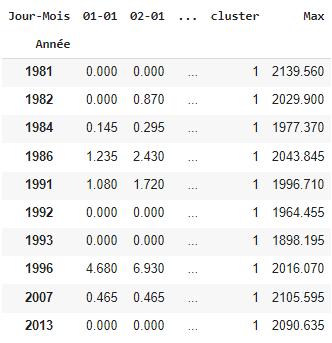 Jour-Mois 01-01 02-01 ... cluster Max
Année
1981 0.000 0.000 ... 1 2139.560
1982 0.000 0.870 ... 1 2029.900
1984 0.145 0.295 ... 1 1977.370
1986 1.235 2.430 ... 1 2043.845
1991 1.080 1.720 ... 1 1996.710
1992 0.000 0.000 ... 1 1964.455
1993 0.000 0.000 ... 1 1898.195
1996 4.680 6.930 ... 1 2016.070
2007 0.465 0.465 ... 1 2105.595
2013 0.000 0.000 ... 1 2090.635